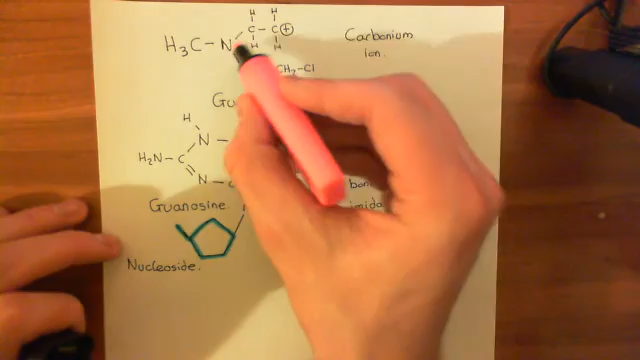 H H
H₃C – N C – C⊕ Carbonium
H H Ion.
CH₂–Cl
Gu
H
N
H₂N – C
N – C
Guanosine.
Nucleoside.